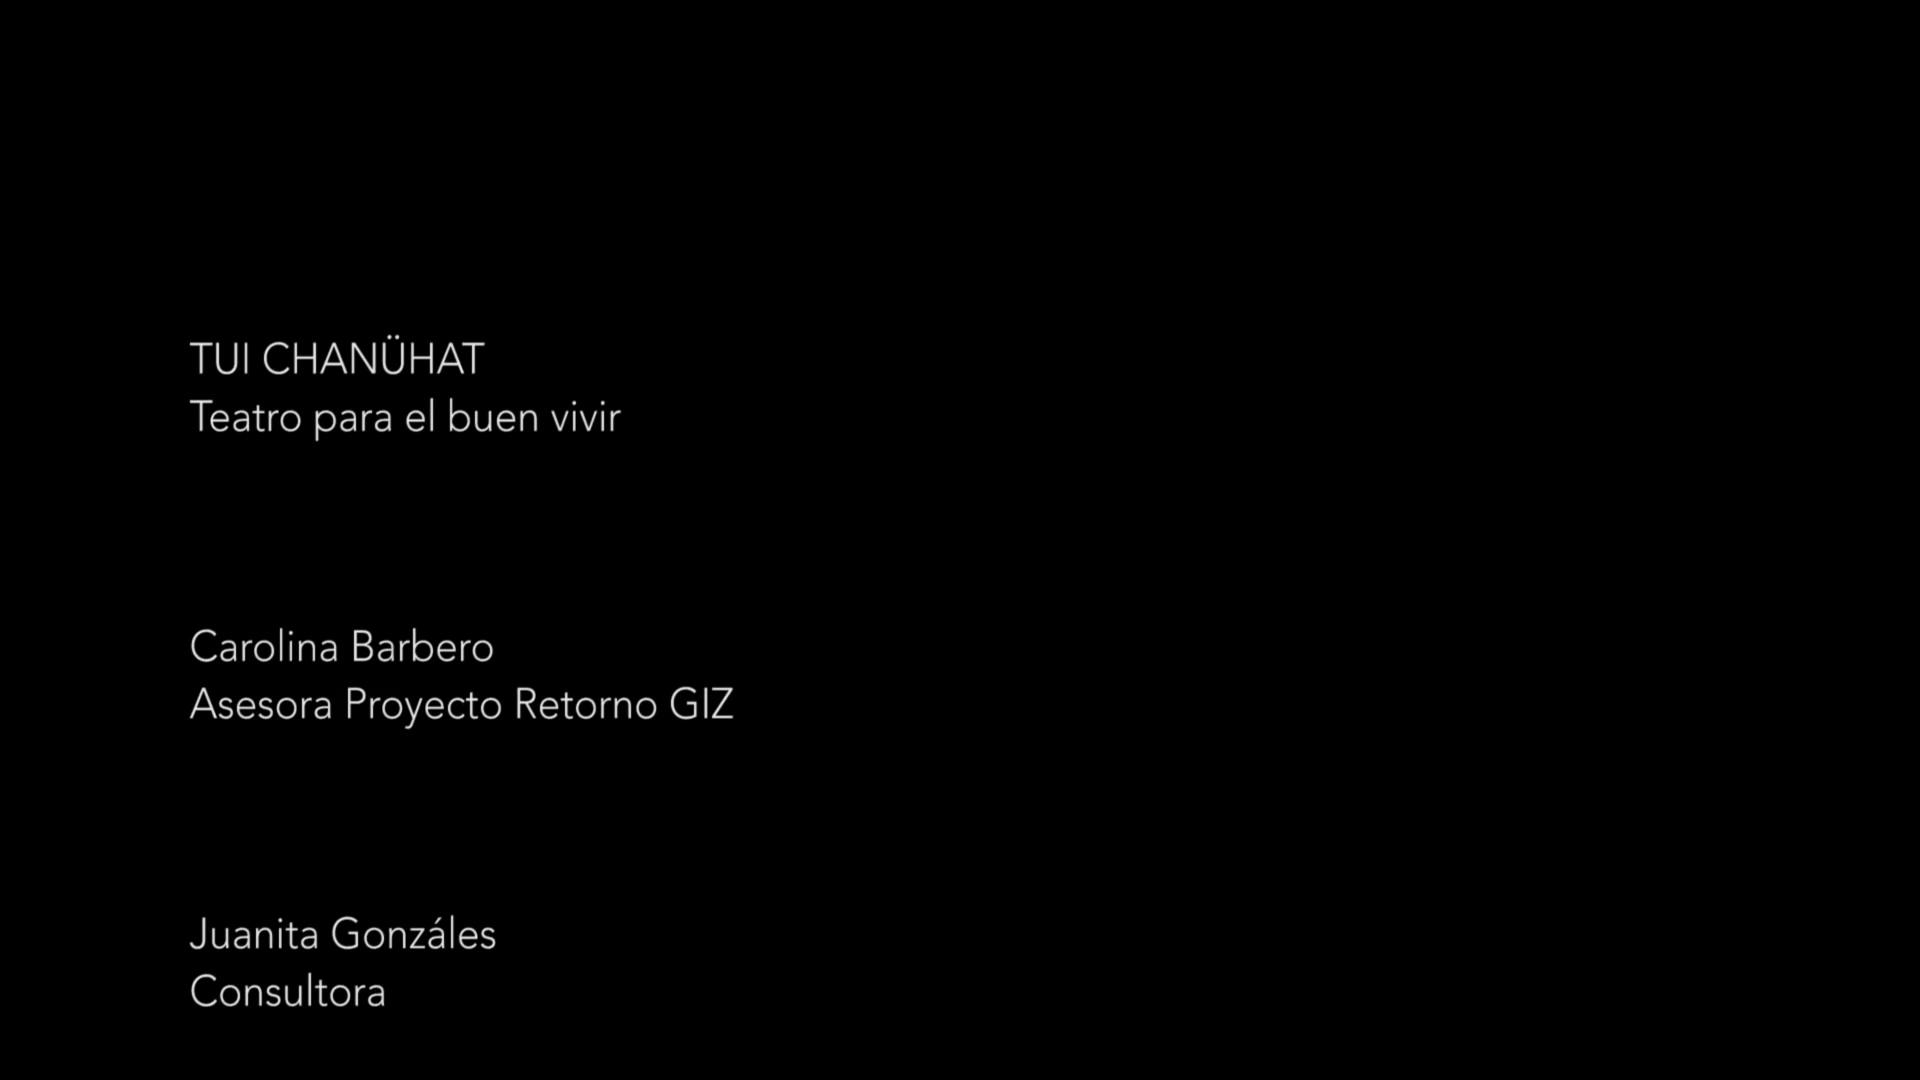 TUI CHANÜHAT
Teatro para el buen vivir
Carolina Barbero
Asesora Proyecto Retorno GIZ
Juanita Gonzáles
Consultora